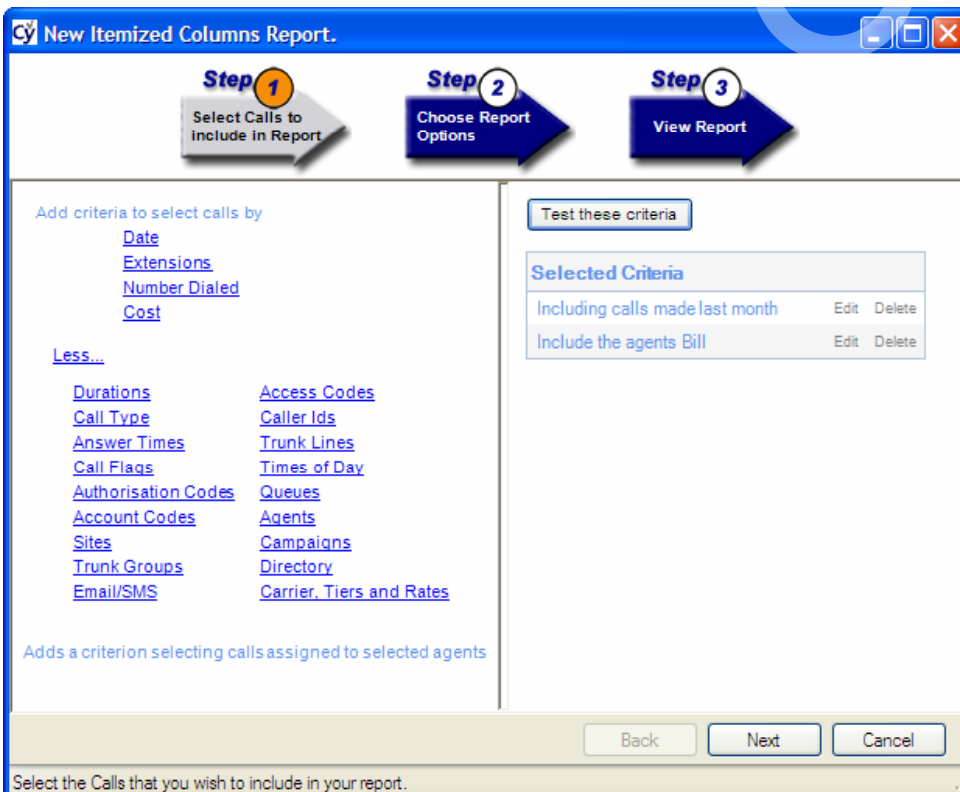 Cy New Itemized Columns Report.
Step 1
Select Calls to
include in Report
Step 2
Choose Report
Options
Step 3
View Report
Add criteria to select calls by
Date
Extensions
Number Dialed
Cost
Less...
Durations
Call Type
Answer Times
Call Flags
Authorisation Codes
Account Codes
Sites
Trunk Groups
Email/SMS
Access Codes
Caller Ids
Trunk Lines
Times of Day
Queues
Agents
Campaigns
Directory
Carrier, Tiers and Rates
Adds a criterion selecting calls assigned to selected agents
Test these criteria
Selected Criteria
Including calls made last month Edit Delete
Include the agents Bill Edit Delete
Back Next Cancel
Select the Calls that you wish to include in your report.